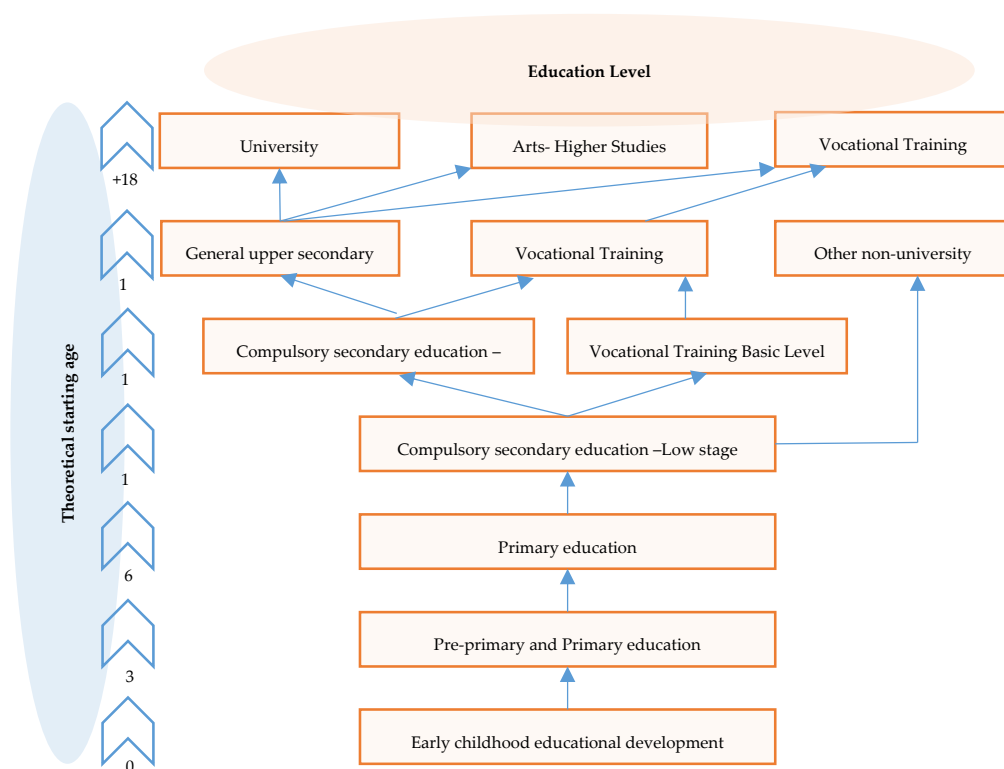 Education Level
Theoretical starting age
University
Arts- Higher Studies
Vocational Training
+18
General upper secondary
Vocational Training
Other non-university
1
Compulsory secondary education –
Vocational Training Basic Level
1
Compulsory secondary education –Low stage
1
Primary education
6
Pre-primary and Primary education
3
Early childhood educational development
0